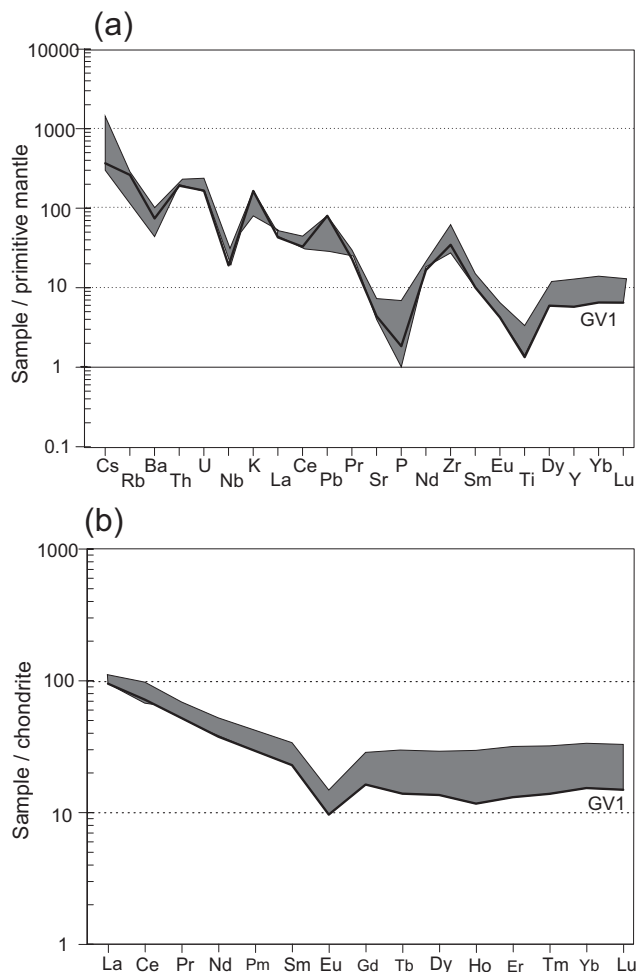 (a)
10000
1000
100
10
1
0.1
Sample / primitive mantle
GV1
Cs Ba U K Ce Pr P Zr Eu Dy Yb
Rb Th Nb La Pb Sr Nd Sm Ti Y Lu
(b)
1000
100
10
1
Sample / chondrite
GV1
La Ce Pr Nd Pm Sm Eu Gd Tb Dy Ho Er Tm Yb Lu